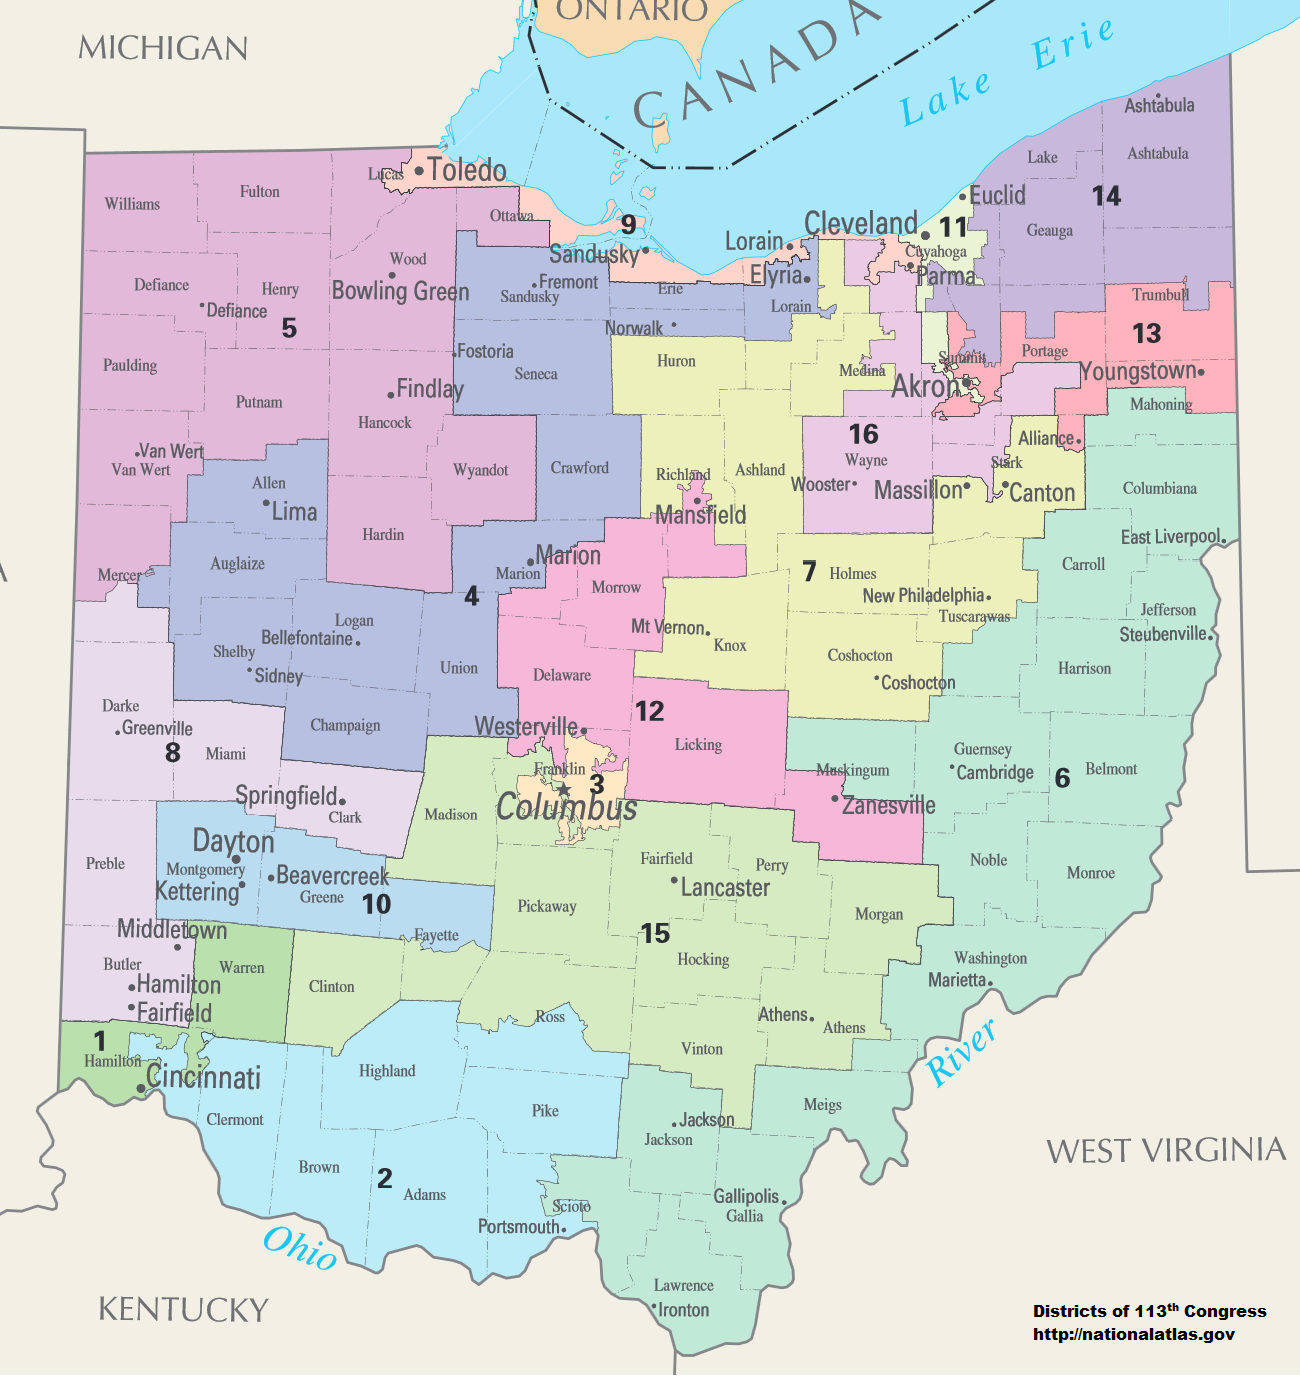 ONTARIO
MICHIGAN
CANADA
Lake Erie
Ashtabula
Lucas
Toledo
Lake
Ashtabula
Williams
Fulton
Ottawa
9
Euclid
14
Sandusky
Lorain
Cleveland
11
Geauga
Wood
Cuyahoga
Defiance
Henry
Bowling Green
Sandusky
Fremont
Erie
Elyria
Parma
Defiance
Lorain
Trumbull
5
Norwalk
13
Paulding
Fostoria
Seneca
Huron
Medina
Summit
Portage
Youngstown
Putnam
Findlay
Akron
Hancock
Mahoning
Van Wert
Van Wert
Wyandot
Crawford
Richland
Ashland
16
Wayne
Alliance
Stark
Allen
Lima
Mansfield
Wooster
Massillon
Canton
Columbiana
Hardin
East Liverpool
Mercer
Auglaize
Marion
Marion
Morrow
7
Holmes
Carroll
4
New Philadelphia
Tuscarawas
Jefferson
Logan
Bellefontaine
Mt Vernon
Knox
Steubenville
Shelby
Sidney
Union
Delaware
Coshocton
Coshocton
Harrison
Darke
Greenville
Champaign
Westerville
12
Licking
8
Miami
Franklin
3
Muskingum
Guernsey
Cambridge
6
Belmont
Springfield
Clark
Madison
Columbus
Zanesville
Dayton
Preble
Montgomery
Kettering
Beavercreek
Greene
10
Fairfield
Lancaster
Perry
Noble
Monroe
Middletown
Fayette
Pickaway
15
Morgan
Butler
Hamilton
Fairfield
Warren
Clinton
Hocking
Washington
Marietta
1
Hamilton
Cincinnati
Ross
Athens
Athens
River
Highland
Vinton
Clermont
Pike
Jackson
Jackson
Meigs
WEST VIRGINIA
Brown
2
Adams
Scioto
Portsmouth
Gallipolis
Gallia
Ohio
Lawrence
Ironton
KENTUCKY
Districts of 113th Congress
http://nationalatlas.gov